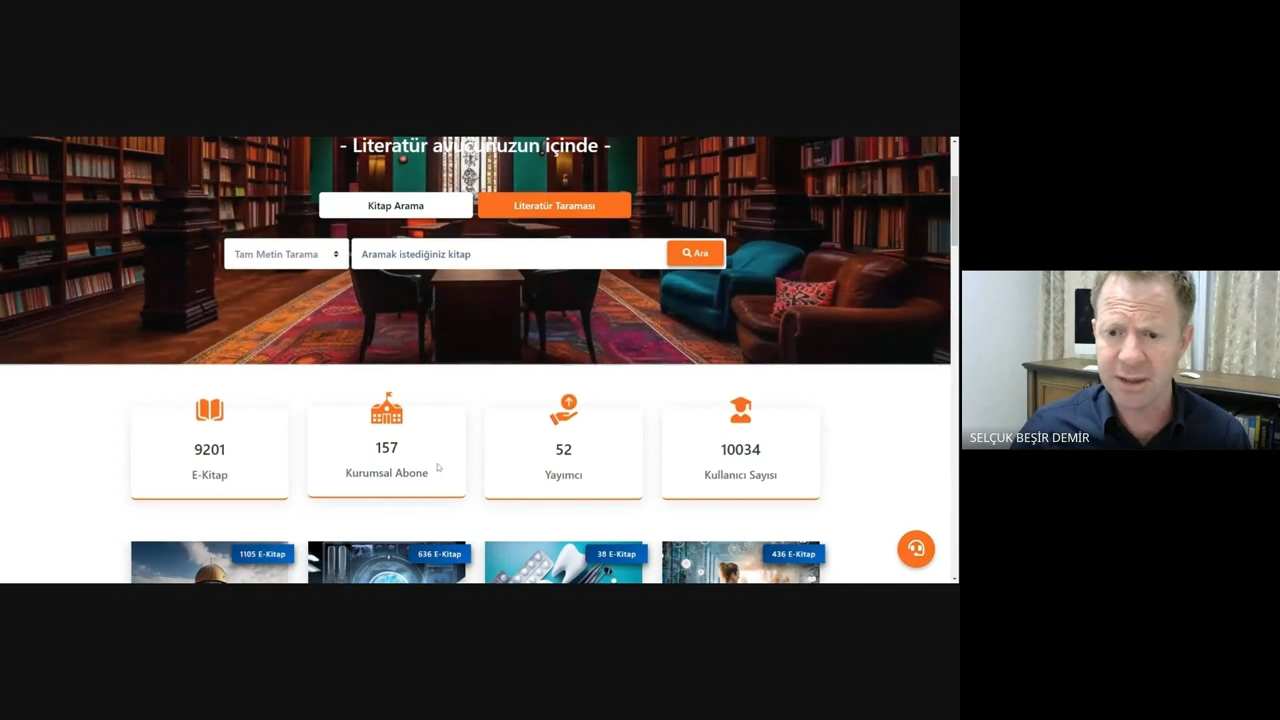 - Literatür avucunuzun içinde -
Kitap Arama
Literatür Taraması
Tam Metin Tarama
Aramak istediğiniz kitap
Ara
9201
E-Kitap
157
Kurumsal Abone
52
Yayımcı
10034
Kullanıcı Sayısı
1105 E-Kitap
636 E-Kitap
38 E-Kitap
436 E-Kitap
SELÇUK BEŞİR DEMİR